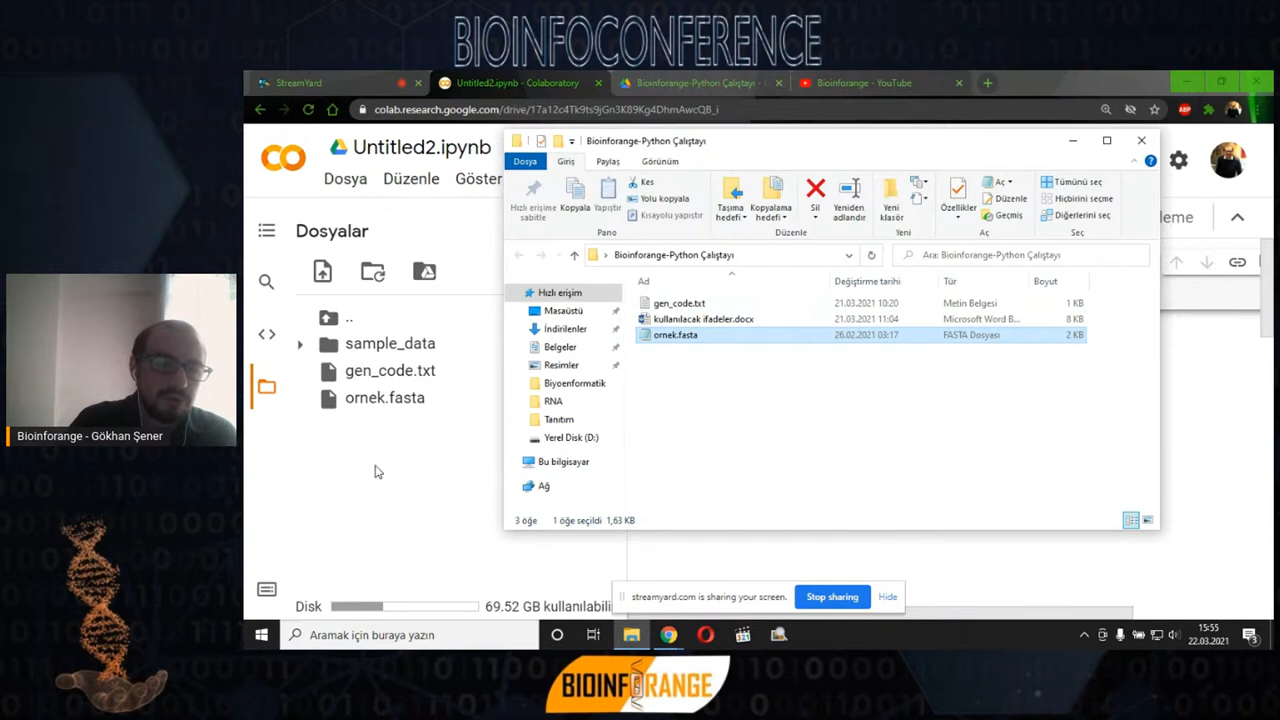 BIOINFOCONFERENCE
StreamYard
Untitled2.ipynb - Colaboratory
Bioinforange-Python Çalıştayı -
Bioinforange - YouTube
colab.research.google.com/drive/17a12c4Tk9ts9jGn3K89Kg4DhmAwcQB_i
ABP
Untitled2.ipynb
Dosya
Düzenle
Göster
leme
Dosyalar
..
sample_data
gen_code.txt
ornek.fasta
Disk
69.52 GB kullanılabili
Bioinforange-Python Çalıştayı
Dosya
Giriş
Paylaş
Görünüm
Hızlı erişime sabitle
Kopyala
Yapıştır
Kes
Yolu kopyala
Kısayolu yapıştır
Pano
Taşıma hedefi
Kopyalama hedefi
Sil
Yeniden adlandır
Düzenle
Yeni klasör
Yeni
Özellikler
Aç
Düzenle
Geçmiş
Aç
Tümünü seç
Hiçbirini seçme
Diğerlerini seç
Seç
Bioinforange-Python Çalıştayı
Ara: Bioinforange-Python Çalıştayı
Ad
Değiştirme tarihi
Tür
Boyut
gen_code.txt
21.03.2021 10:20
Metin Belgesi
1 KB
kullanılacak ifadeler.docx
21.03.2021 11:04
Microsoft Word B...
8 KB
ornek.fasta
26.02.2021 03:17
FASTA Dosyası
2 KB
Hızlı erişim
Masaüstü
İndirilenler
Belgeler
Resimler
Biyoenformatik
RNA
Tanıtım
Yerel Disk (D:)
Bu bilgisayar
Ağ
3 öğe
1 öğe seçildi 1,63 KB
streamyard.com is sharing your screen.
Stop sharing
Hide
Aramak için buraya yazın
15:55
22.03.2021
3
Bioinforange - Gökhan Şener
BIOINFORANGE